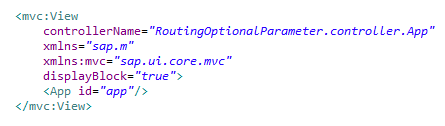 <mvc:View
controllerName="RoutingOptionalParameter.controller.App"
xmlns="sap.m"
xmlns:mvc="sap.ui.core.mvc"
displayBlock="true">
<App id="app"/>
</mvc:View>